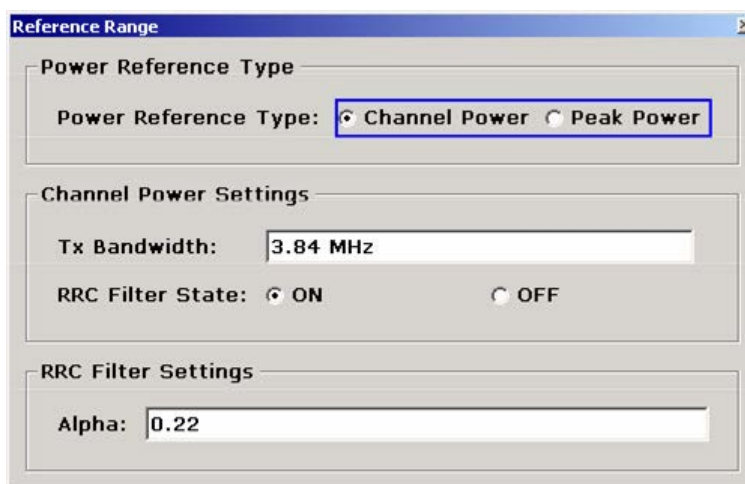 Reference Range
Power Reference Type
Power Reference Type: Channel Power Peak Power
Channel Power Settings
Tx Bandwidth: 3.84 MHz
RRC Filter State: ON OFF
RRC Filter Settings
Alpha: 0.22